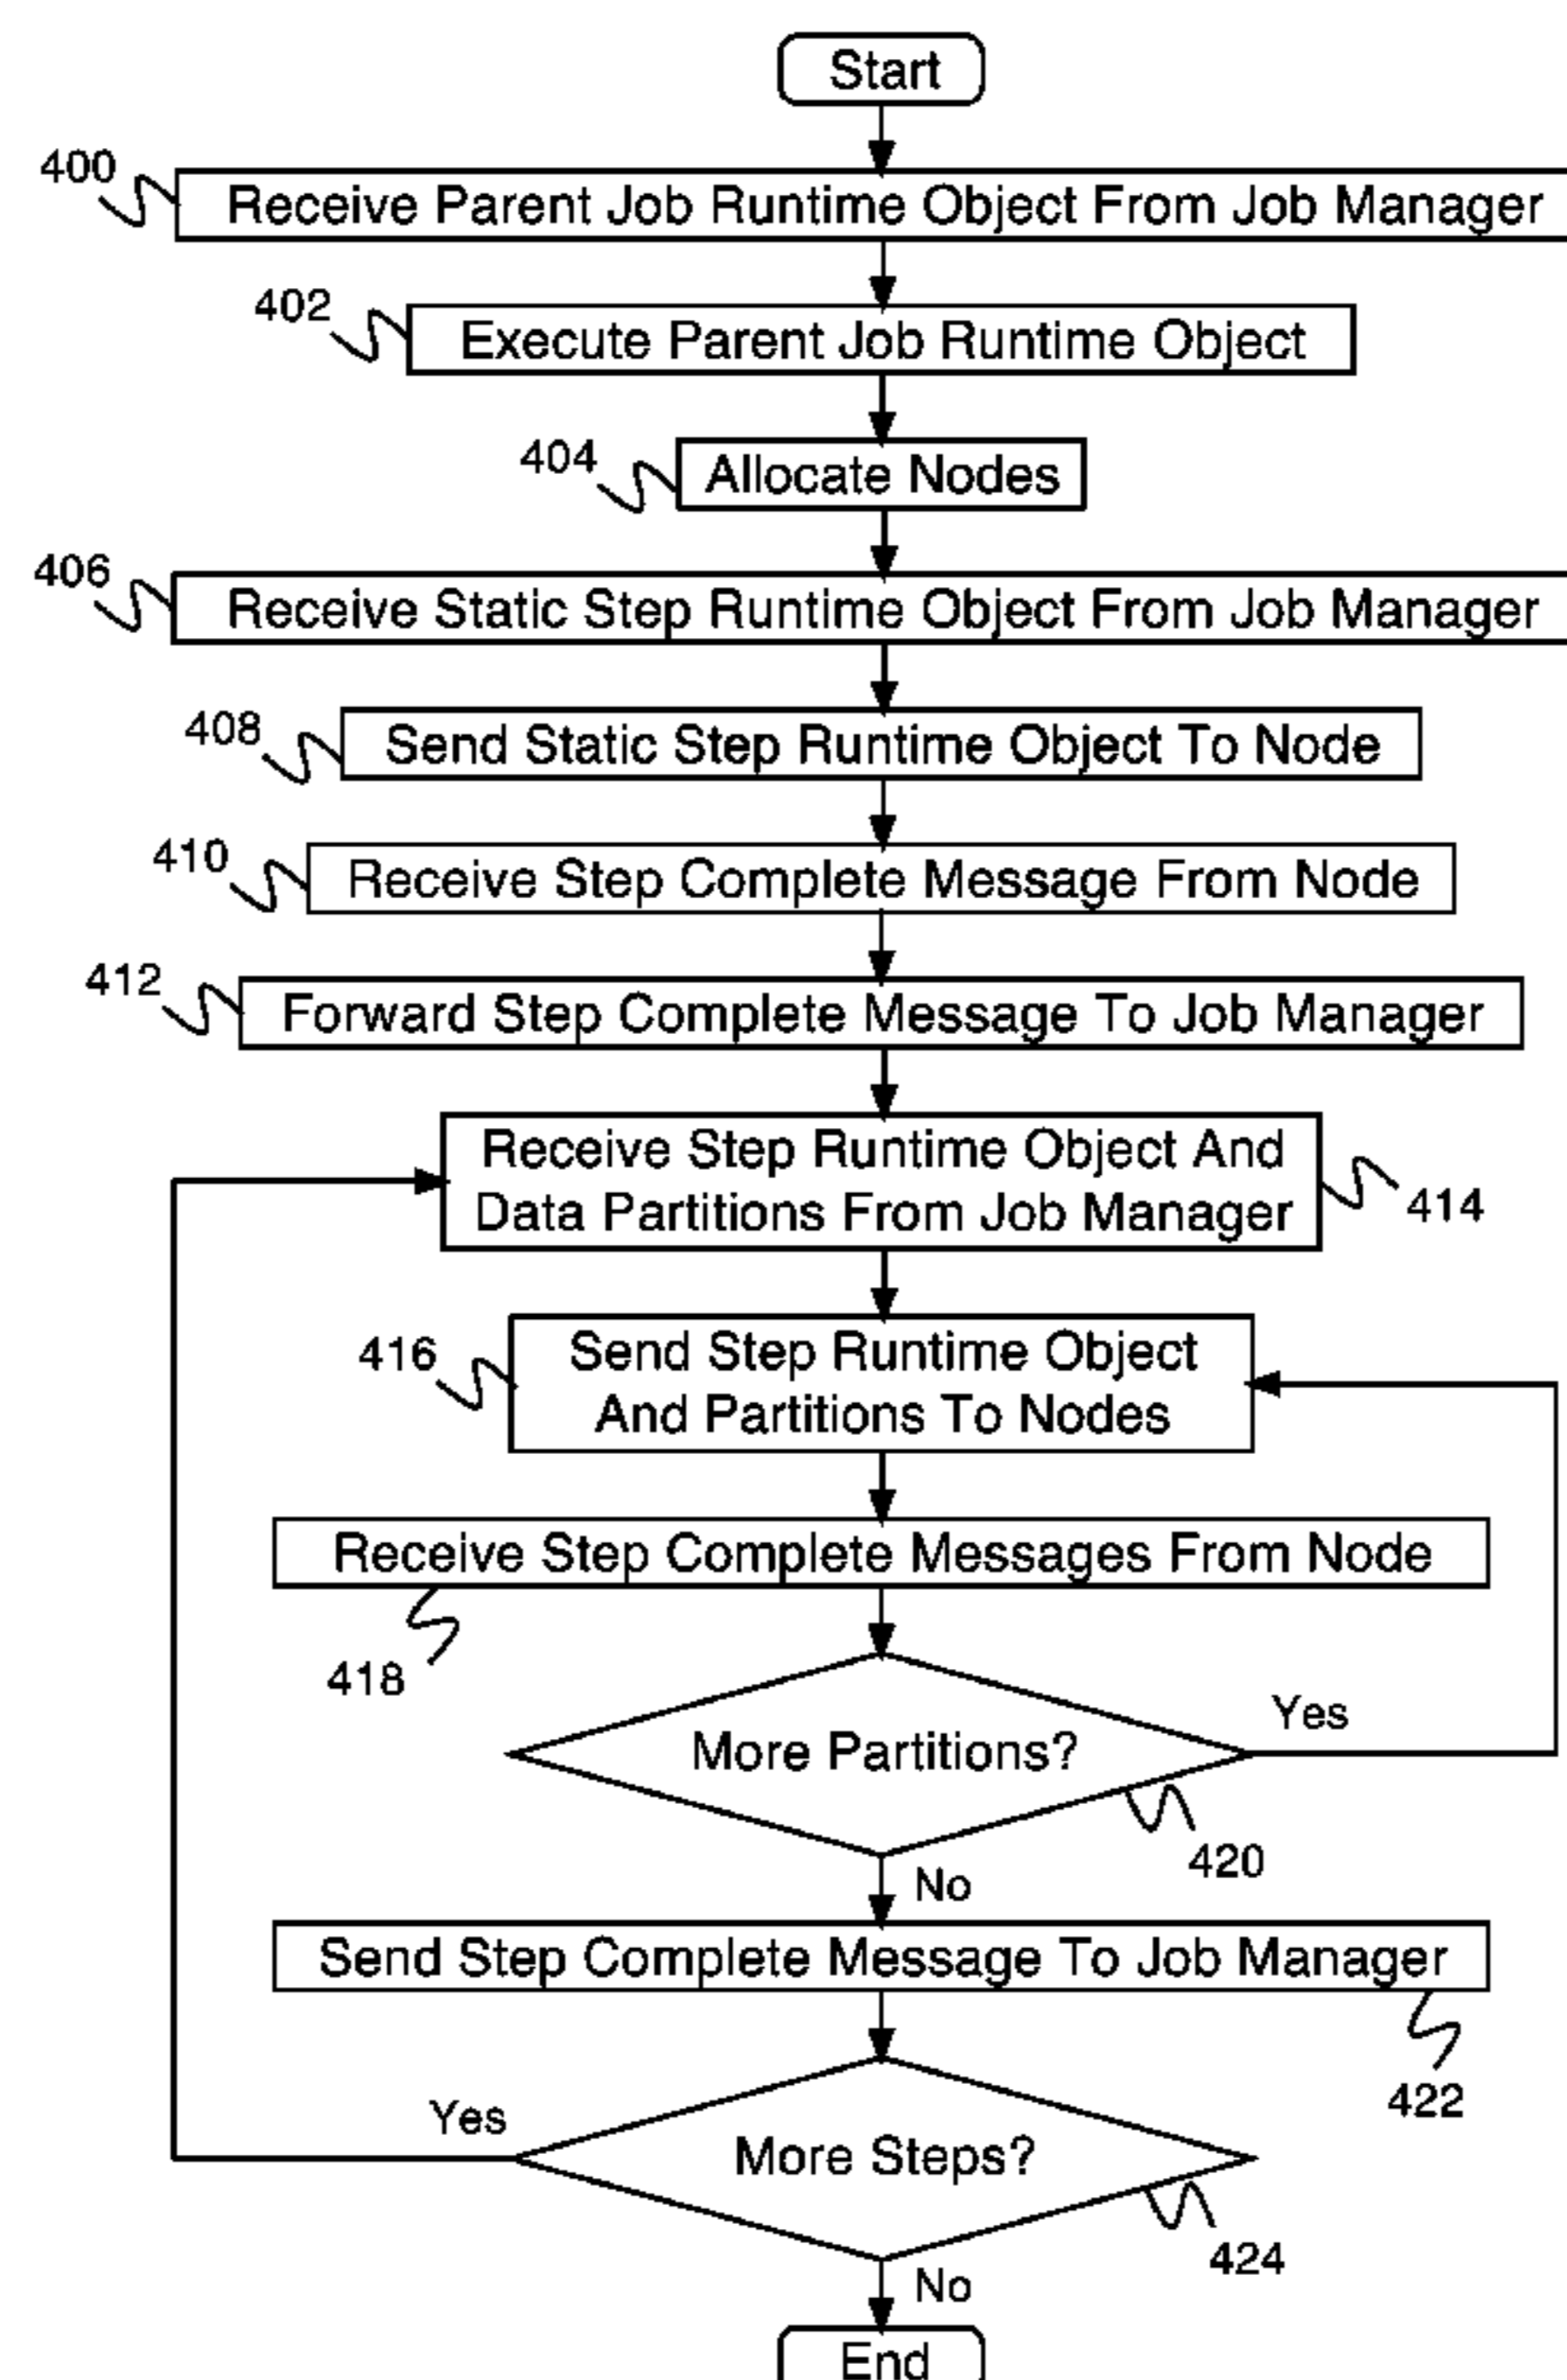 Start
400
Receive Parent Job Runtime Object From Job Manager
402
Execute Parent Job Runtime Object
404
Allocate Nodes
406
Receive Static Step Runtime Object From Job Manager
408
Send Static Step Runtime Object To Node
410
Receive Step Complete Message From Node
412
Forward Step Complete Message To Job Manager
Receive Step Runtime Object And
Data Partitions From Job Manager
414
416
Send Step Runtime Object
And Partitions To Nodes
Receive Step Complete Messages From Node
418
More Partitions?
Yes
420
No
Send Step Complete Message To Job Manager
422
Yes
More Steps?
424
No
End